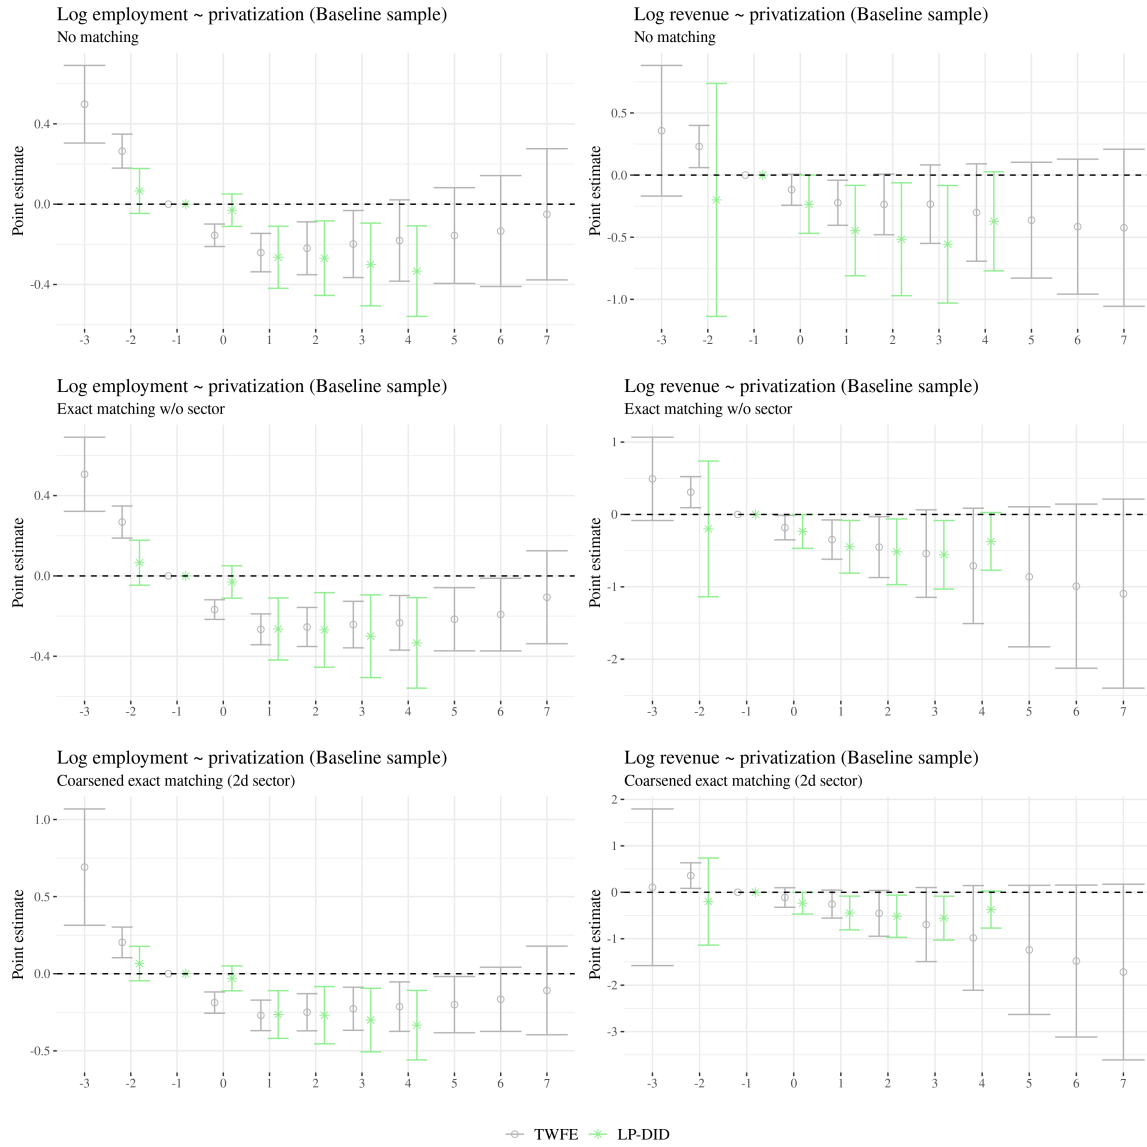 Log employment ~ privatization (Baseline sample)
No matching
Point estimate
0.4
0.0
-0.4
-3 -2 -1 0 1 2 3 4 5 6 7
Log revenue ~ privatization (Baseline sample)
No matching
Point estimate
0.5
0.0
-0.5
-1.0
-3 -2 -1 0 1 2 3 4 5 6 7
Log employment ~ privatization (Baseline sample)
Exact matching w/o sector
Point estimate
0.4
0.0
-0.4
-3 -2 -1 0 1 2 3 4 5 6 7
Log revenue ~ privatization (Baseline sample)
Exact matching w/o sector
Point estimate
1
0
-1
-2
-3 -2 -1 0 1 2 3 4 5 6 7
Log employment ~ privatization (Baseline sample)
Coarsened exact matching (2d sector)
Point estimate
1.0
0.5
0.0
-0.5
-3 -2 -1 0 1 2 3 4 5 6 7
Log revenue ~ privatization (Baseline sample)
Coarsened exact matching (2d sector)
Point estimate
2
1
0
-1
-2
-3
-3 -2 -1 0 1 2 3 4 5 6 7
TWFE LP-DID